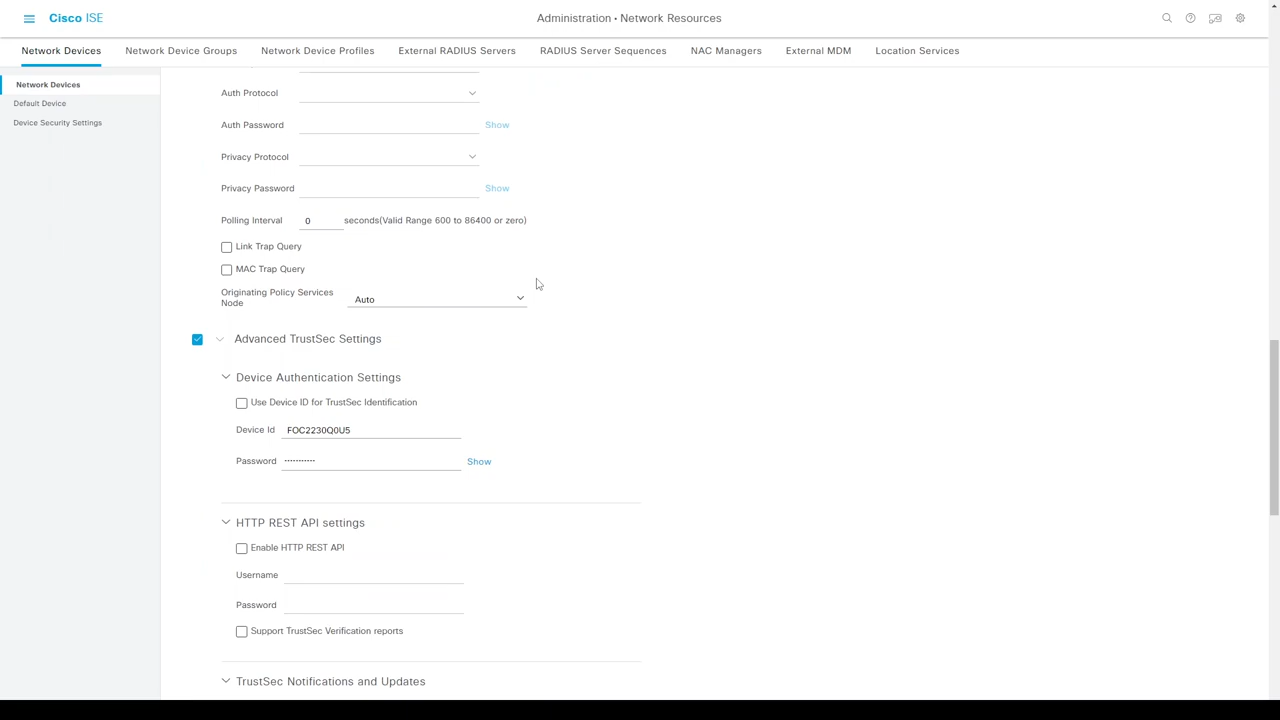 Cisco ISE
Administration • Network Resources
Network Devices
Network Device Groups
Network Device Profiles
External RADIUS Servers
RADIUS Server Sequences
NAC Managers
External MDM
Location Services
Network Devices
Default Device
Device Security Settings
Auth Protocol
Auth Password
Show
Privacy Protocol
Privacy Password
Show
Polling Interval
0
seconds(Valid Range 600 to 86400 or zero)
Link Trap Query
MAC Trap Query
Originating Policy Services
Node
Auto
Advanced TrustSec Settings
Device Authentication Settings
Use Device ID for TrustSec Identification
Device Id
FOC2230Q0U5
Password
Show
HTTP REST API settings
Enable HTTP REST API
Username
Password
Support TrustSec Verification reports
TrustSec Notifications and Updates